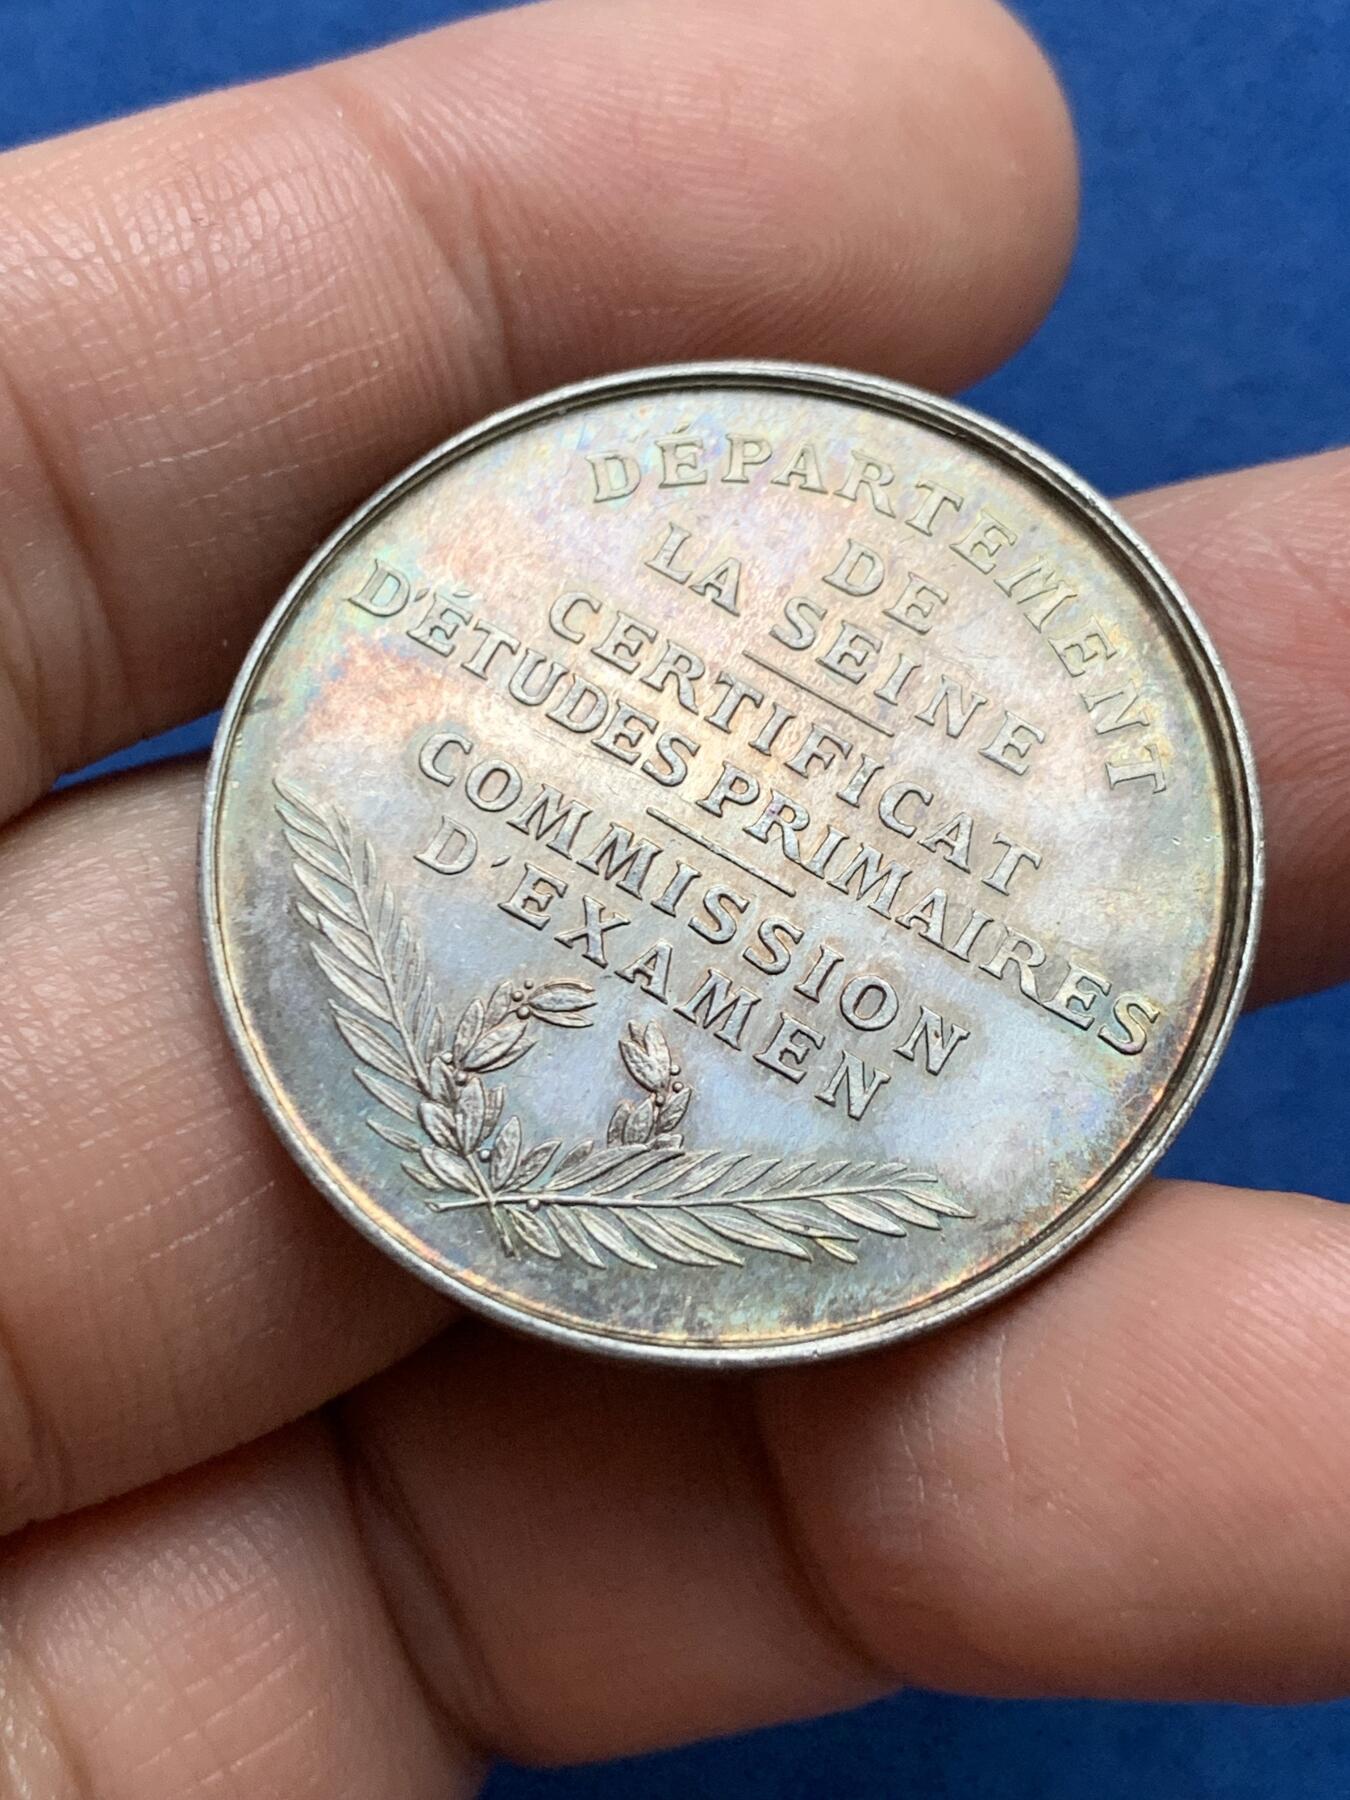 DÉPARTEMENT
DE
LA SEINE
CERTIFICAT
D'ÉTUDES PRIMAIRES
COMMISSION
D'EXAMEN